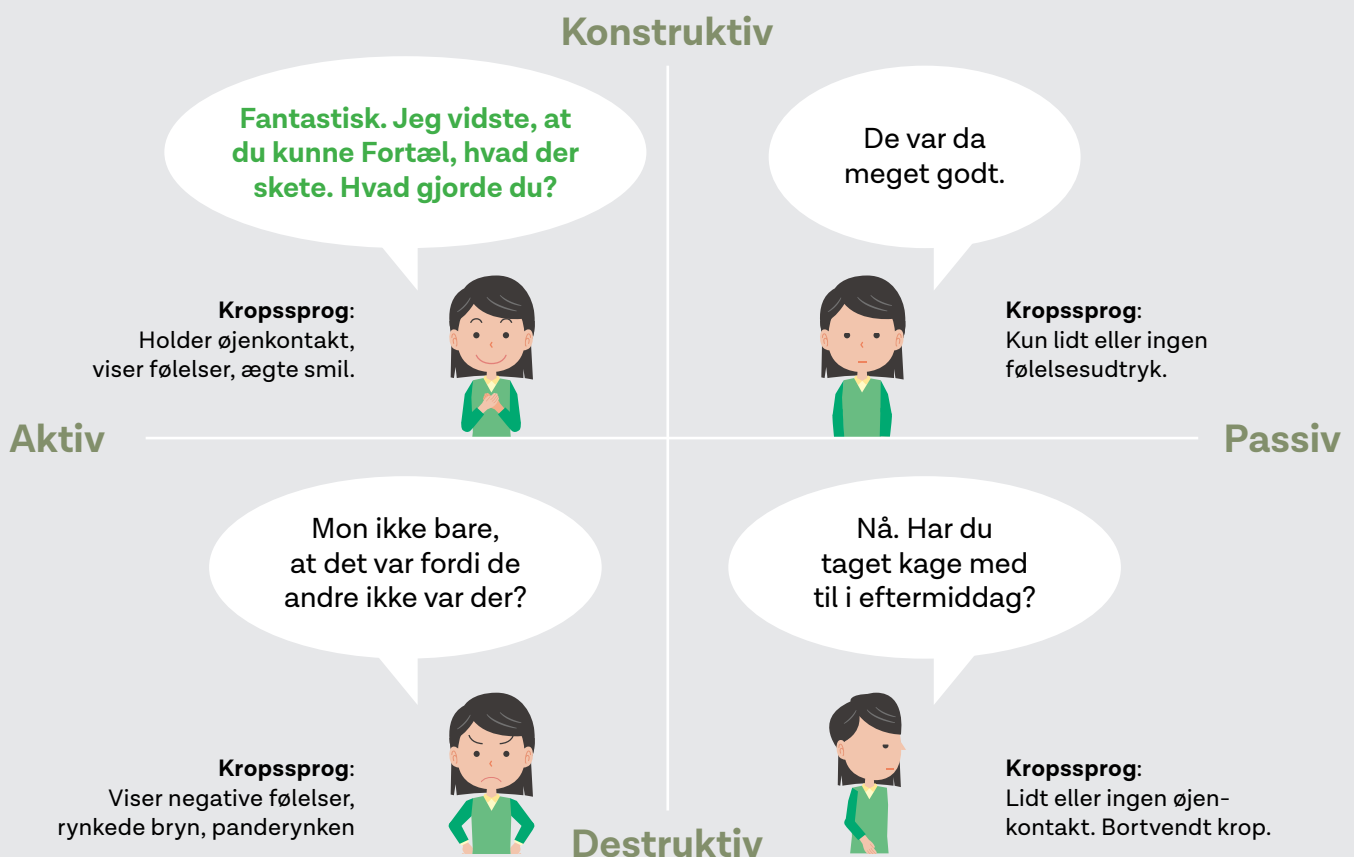 Konstruktiv
Fantastisk. Jeg vidste, at
du kunne Fortæl, hvad der
skete. Hvad gjorde du?
De var da
meget godt.
Kropssprog:
Holder øjenkontakt,
viser følelser, ægte smil.
Kropssprog:
Kun lidt eller ingen
følelsesudtryk.
Aktiv
Passiv
Mon ikke bare,
at det var fordi de
andre ikke var der?
Nå. Har du
taget kage med
til i eftermiddag?
Kropssprog:
Viser negative følelser,
rynkede bryn, panderynken
Kropssprog:
Lidt eller ingen øjen-
kontakt. Bortvendt krop.
Destruktiv